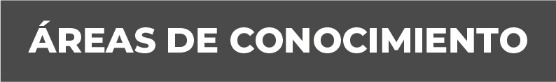 ÁREAS DE CONOCIMIENTO